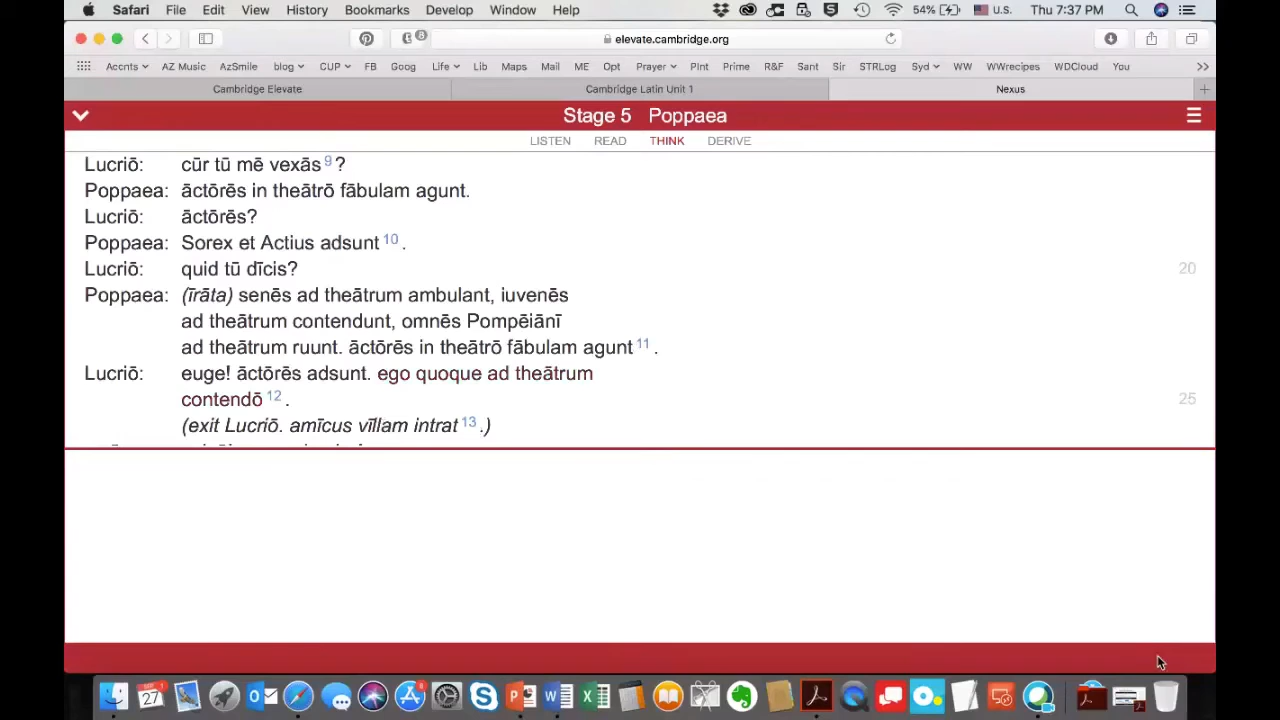 Safari File Edit View History Bookmarks Develop Window Help 54% U.S. Thu 7:37 PM
8 elevate.cambridge.org
Accnts AZ Music AzSmile blog CUP FB Goog Life Lib Maps Mail ME Opt Prayer PInt Prime R&F Sant Sir STRLog Syd WW WWrecipes WDCloud You
Cambridge Elevate Cambridge Latin Unit 1 Nexus
Stage 5 Poppaea
LISTEN READ THINK DERIVE
Lucriō: cūr tū mē vexās 9 ?
Poppaea: āctōrēs in theātrō fābulam agunt.
Lucriō: āctōrēs?
Poppaea: Sorex et Actius adsunt 10 .
Lucriō: quid tū dīcis? 20
Poppaea: (īrāta) senēs ad theātrum ambulant, iuvenēs
ad theātrum contendunt, omnēs Pompēiānī
ad theātrum ruunt. āctōrēs in theātrō fābulam agunt 11 .
Lucriō: euge! āctōrēs adsunt. ego quoque ad theātrum
contendō 12 . 25
(exit Lucriō. amīcus vīllam intrat 13 .)
27